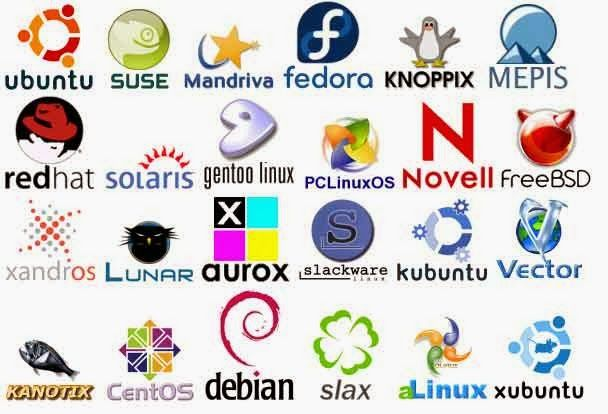 ubuntu
SUSE
Mandriva
fedora
KNOPPIX
MEPIS
redhat
solaris
gentoo linux
PCLinuxOS
Novell
FreeBSD
xandros
LUNAR
X
aurox
S
slackware
linux
kubuntu
Vector
KANOTIX
CentOS
debian
slax
aLinux
xubuntu